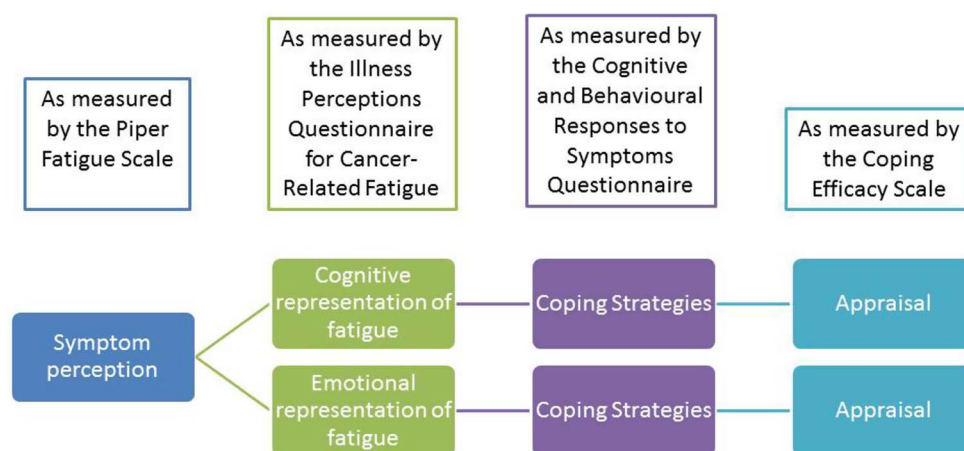 As measured
by the Piper
Fatigue Scale
As measured by
the Illness
Perceptions
Questionnaire
for Cancer-
Related Fatigue
As measured by
the Cognitive
and Behavioural
Responses to
Symptoms
Questionnaire
As measured by
the Coping
Efficacy Scale
Symptom
perception
Cognitive
representation of
fatigue
Coping Strategies
Appraisal
Emotional
representation of
fatigue
Coping Strategies
Appraisal